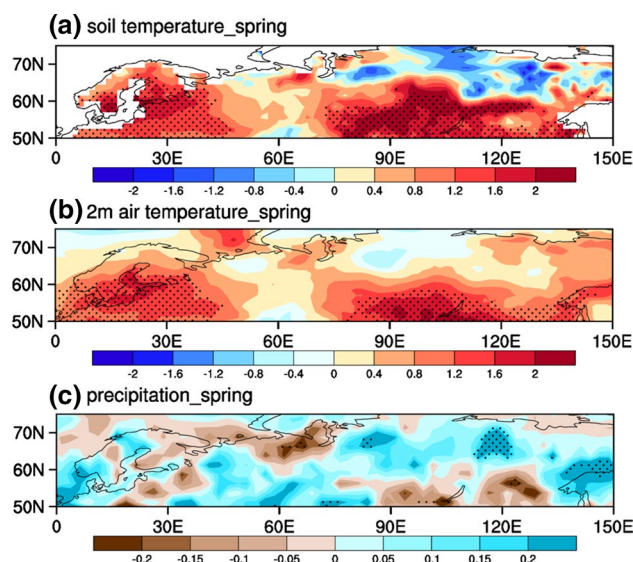 (a) soil temperature_spring
70N
60N
50N
0 30E 60E 90E 120E 150E
-2 -1.6 -1.2 -0.8 -0.4 0 0.4 0.8 1.2 1.6 2
(b) 2m air temperature_spring
70N
60N
50N
0 30E 60E 90E 120E 150E
-2 -1.6 -1.2 -0.8 -0.4 0 0.4 0.8 1.2 1.6 2
(c) precipitation_spring
70N
60N
50N
0 30E 60E 90E 120E 150E
-0.2 -0.15 -0.1 -0.05 0 0.05 0.1 0.15 0.2